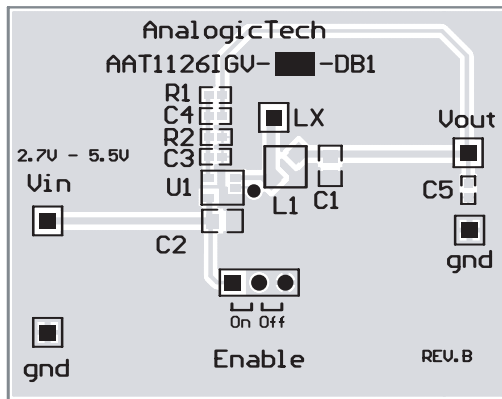 AnalogicTech
AAT1126IGV- -DB1
R1
C4
LX
R2
Vout
2.7V - 5.5V
C3
Vin
U1
L1
C1
C5
C2
gnd
On Off
gnd
Enable
REV.B